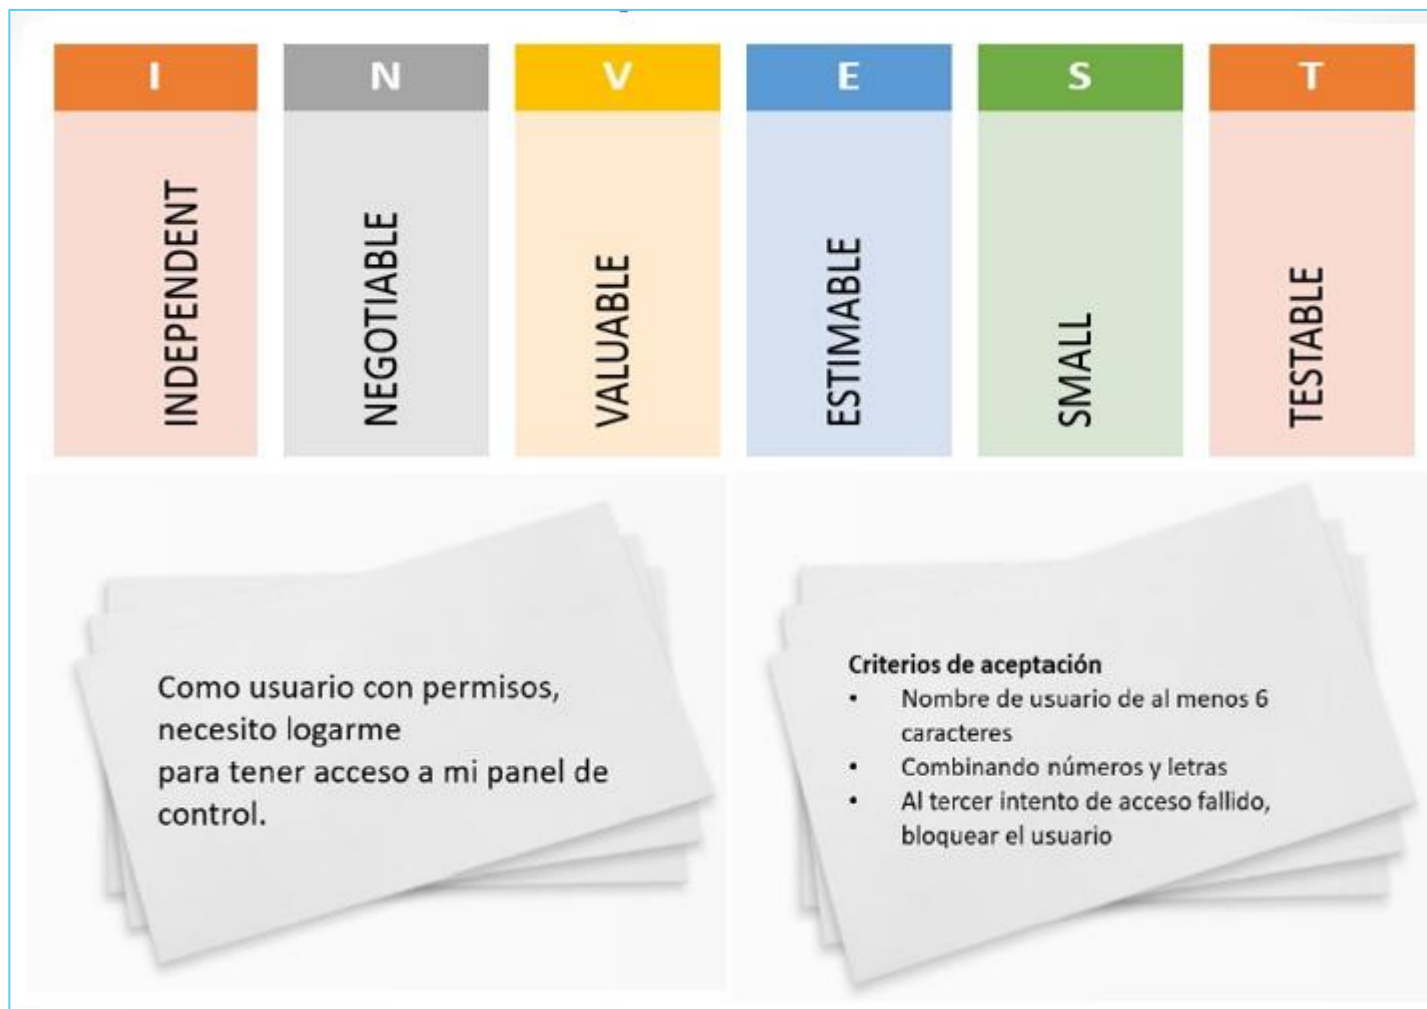 I
N
V
E
S
T
INDEPENDENT
NEGOTIABLE
VALUABLE
ESTIMABLE
SMALL
TESTABLE
Como usuario con permisos,
necesito logarme
para tener acceso a mi panel de
control.
Criterios de aceptación
• Nombre de usuario de al menos 6
caracteres
• Combinando números y letras
• Al tercer intento de acceso fallido,
bloquear el usuario